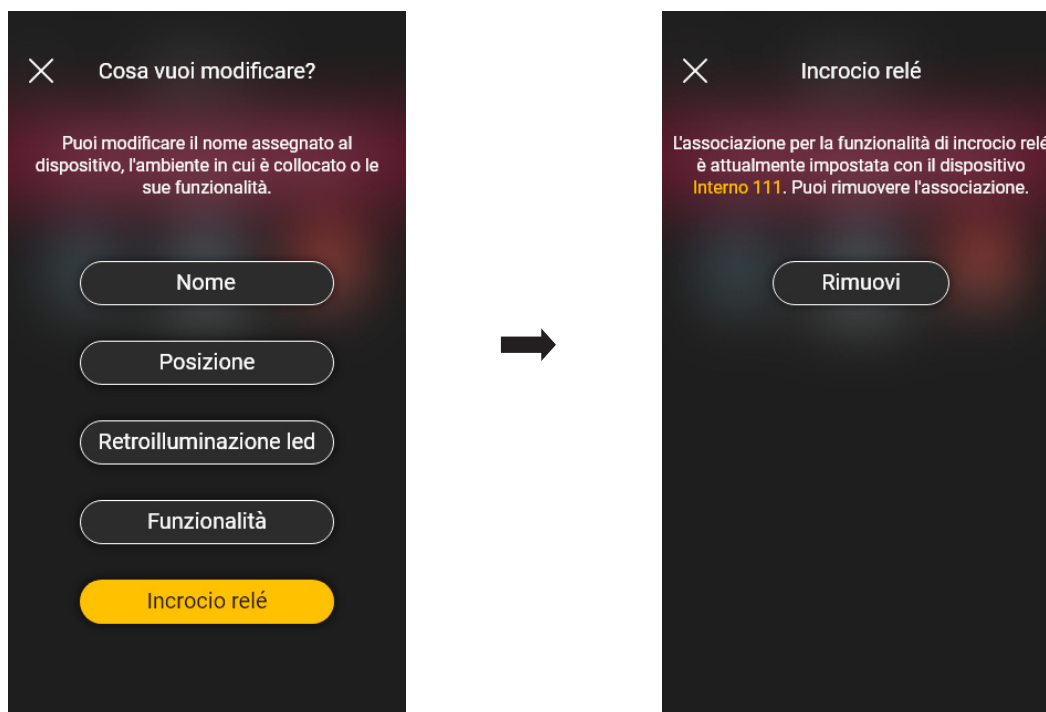 Cosa vuoi modificare?
Puoi modificare il nome assegnato al
dispositivo, l'ambiente in cui è collocato o le
sue funzionalità.
Nome
Posizione
Retroilluminazione led
Funzionalità
Incrocio relé
Incrocio relé
L'associazione per la funzionalità di incrocio relé
è attualmente impostata con il dispositivo
Interno 111. Puoi rimuovere l'associazione.
Rimuovi